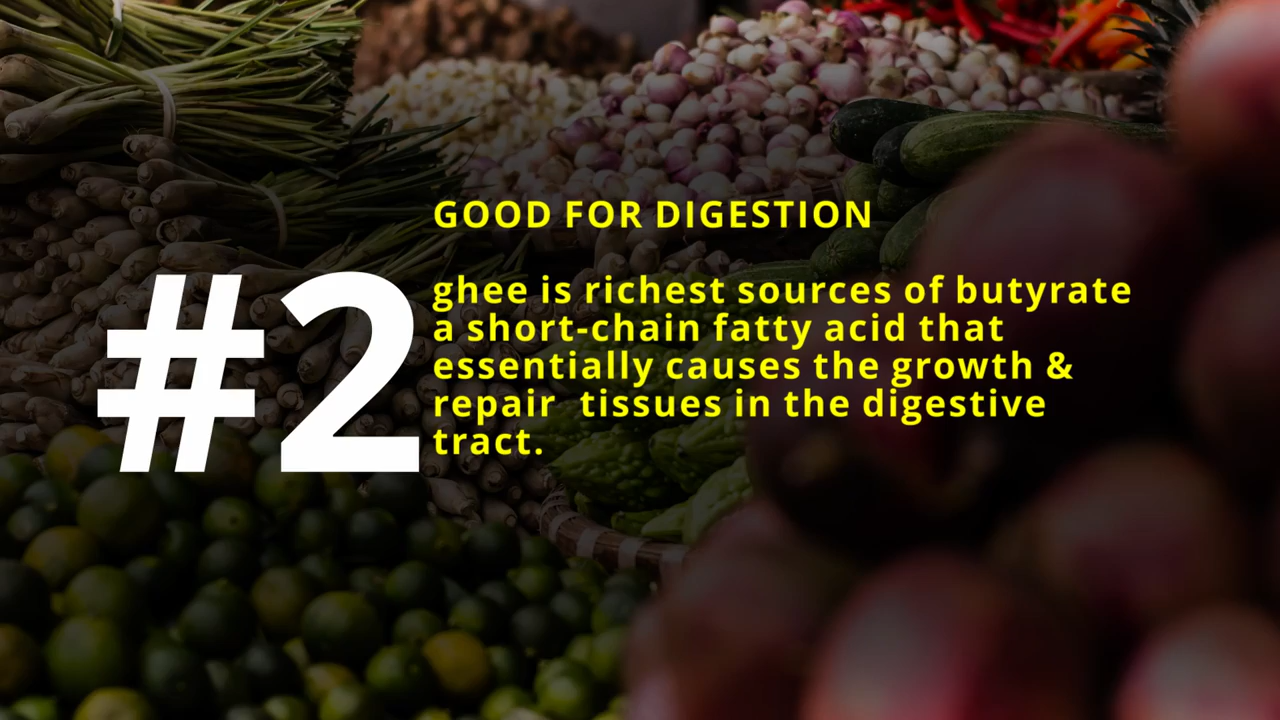 GOOD FOR DIGESTION
#2
ghee is richest sources of butyrate
a short-chain fatty acid that
essentially causes the growth &
repair  tissues in the digestive
tract.